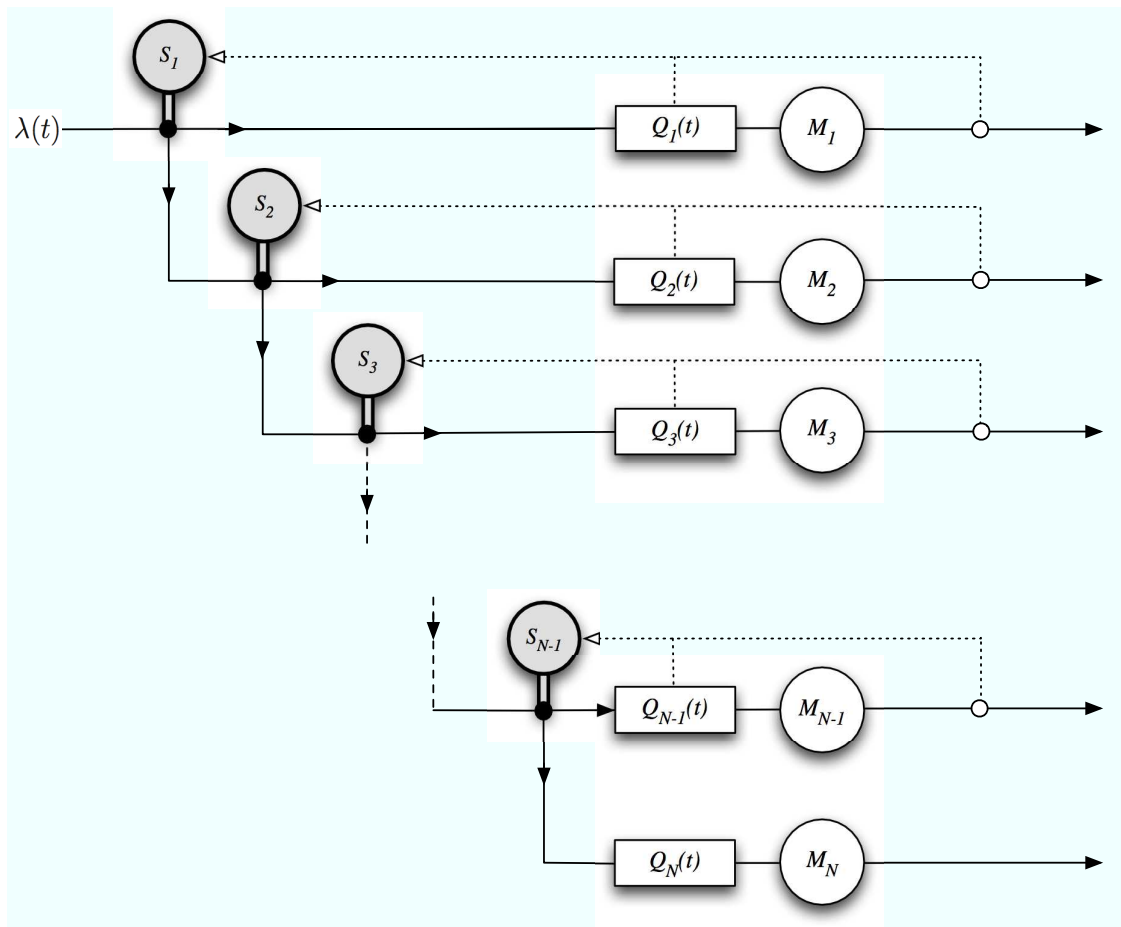 S1
λ(t)
Q1(t)
M1
S2
Q2(t)
M2
S3
Q3(t)
M3
SN-1
QN-1(t)
MN-1
QN(t)
MN